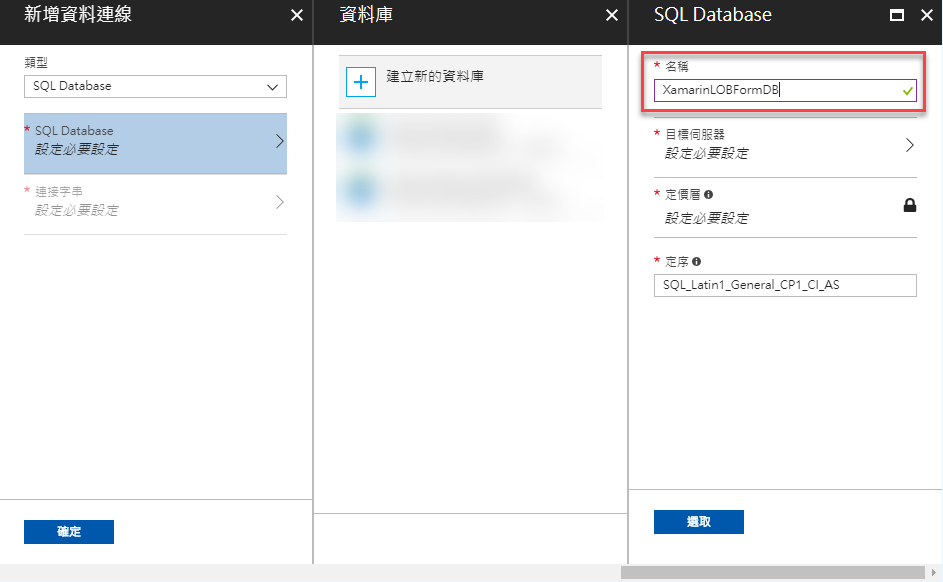 新增資料連線
類型
SQL Database
* SQL Database
設定必要設定
* 連接字串
設定必要設定
確定
資料庫
建立新的資料庫
SQL Database
* 名稱
XamarinLOBFormDB
* 目標伺服器
設定必要設定
* 定價層
設定必要設定
* 定序
SQL_Latin1_General_CP1_CI_AS
選取